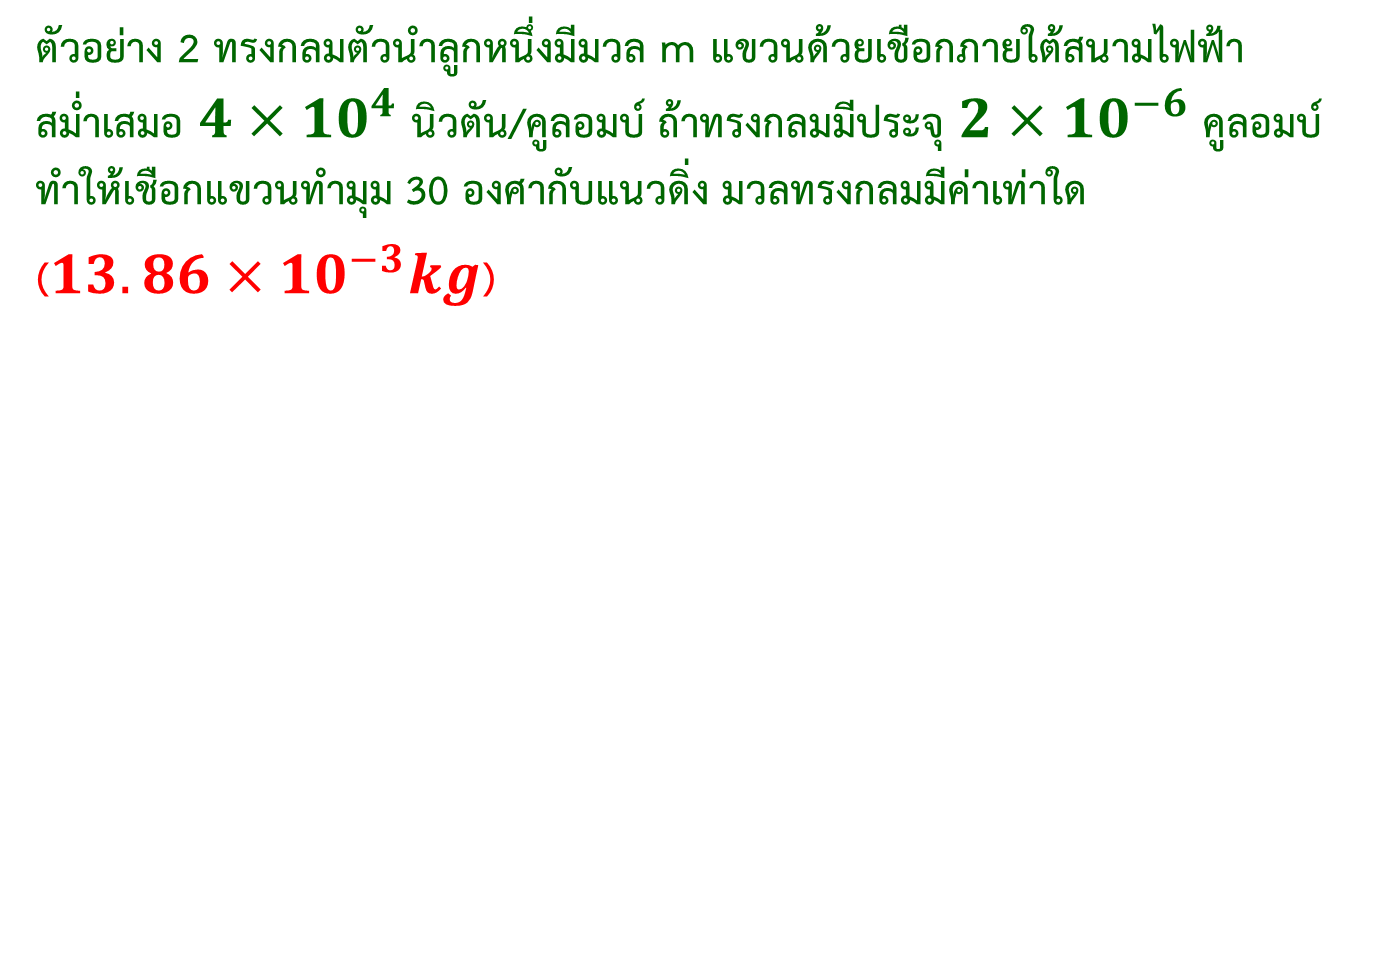 ตัวอย่าง 2 ทรงกลมตัวนำลูกหนึ่งมีมวล m แขวนด้วยเชือกภายใต้สนามไฟฟ้า
สม่ำเสมอ 4 × 10⁴ นิวตัน/คูลอมบ์ ถ้าทรงกลมมีประจุ 2 × 10⁻⁶ คูลอมบ์
ทำให้เชือกแขวนทำมุม 30 องศากับแนวดิ่ง มวลทรงกลมมีค่าเท่าใด
(13.86 × 10⁻³kg)